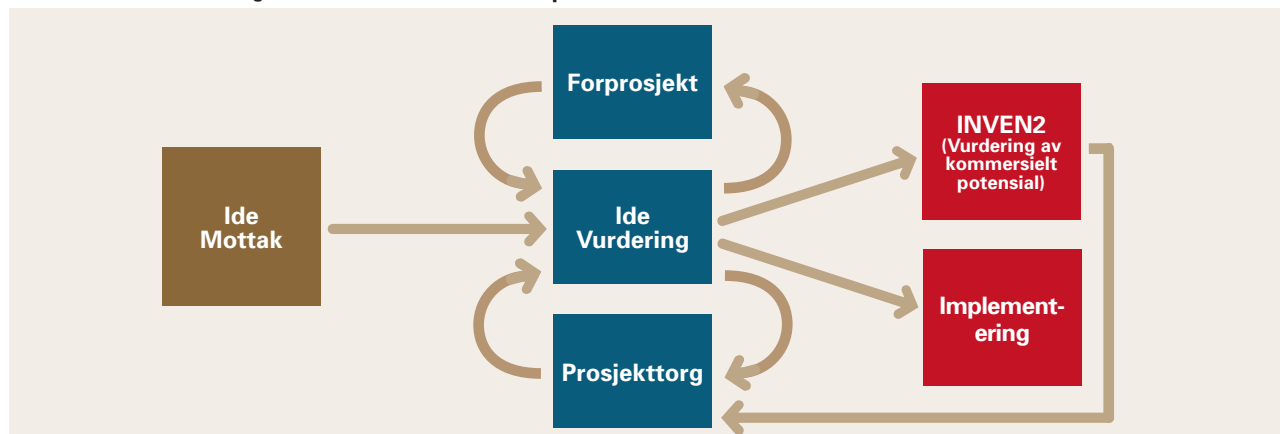 Forprosjekt
INVEN2
(Vurdering av
kommersielt
potensial)
Ide
Mottak
Ide
Vurdering
Implement-
ering
Prosjekttorg